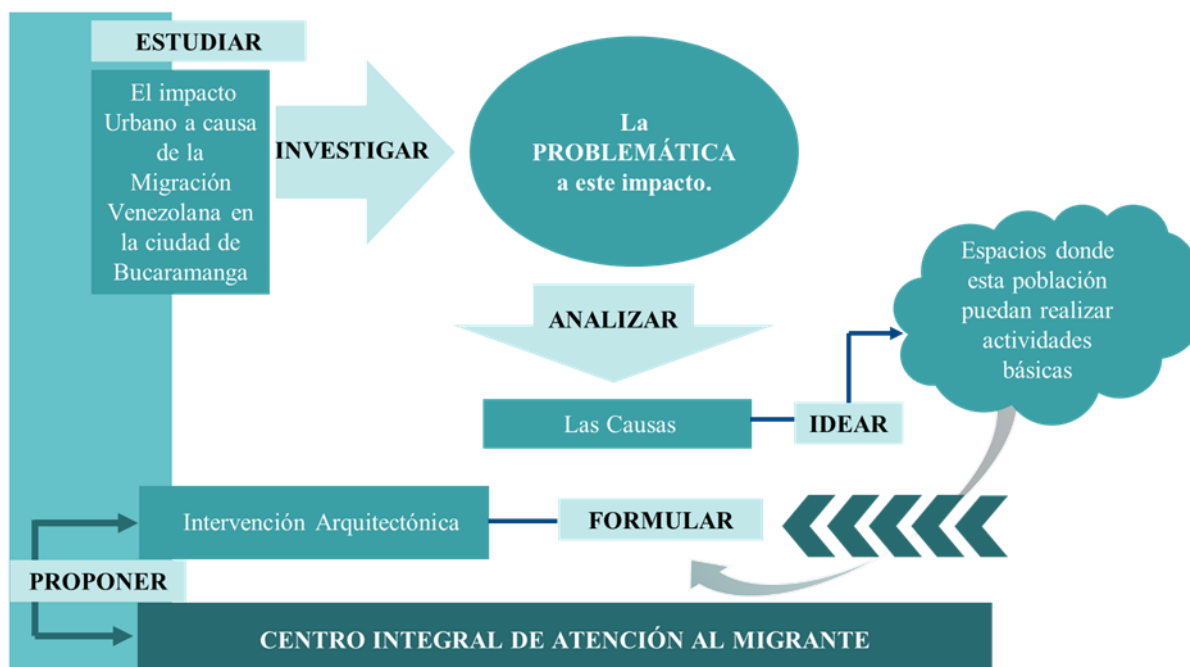 ESTUDIAR
El impacto
Urbano a causa
de la
Migración
Venezolana en
la ciudad de
Bucaramanga
INVESTIGAR
La
PROBLEMÁTICA
a este impacto.
ANALIZAR
Las Causas
IDEAR
Espacios donde
esta población
puedan realizar
actividades
básicas
FORMULAR
Intervención Arquitectónica
PROPONER
CENTRO INTEGRAL DE ATENCIÓN AL MIGRANTE